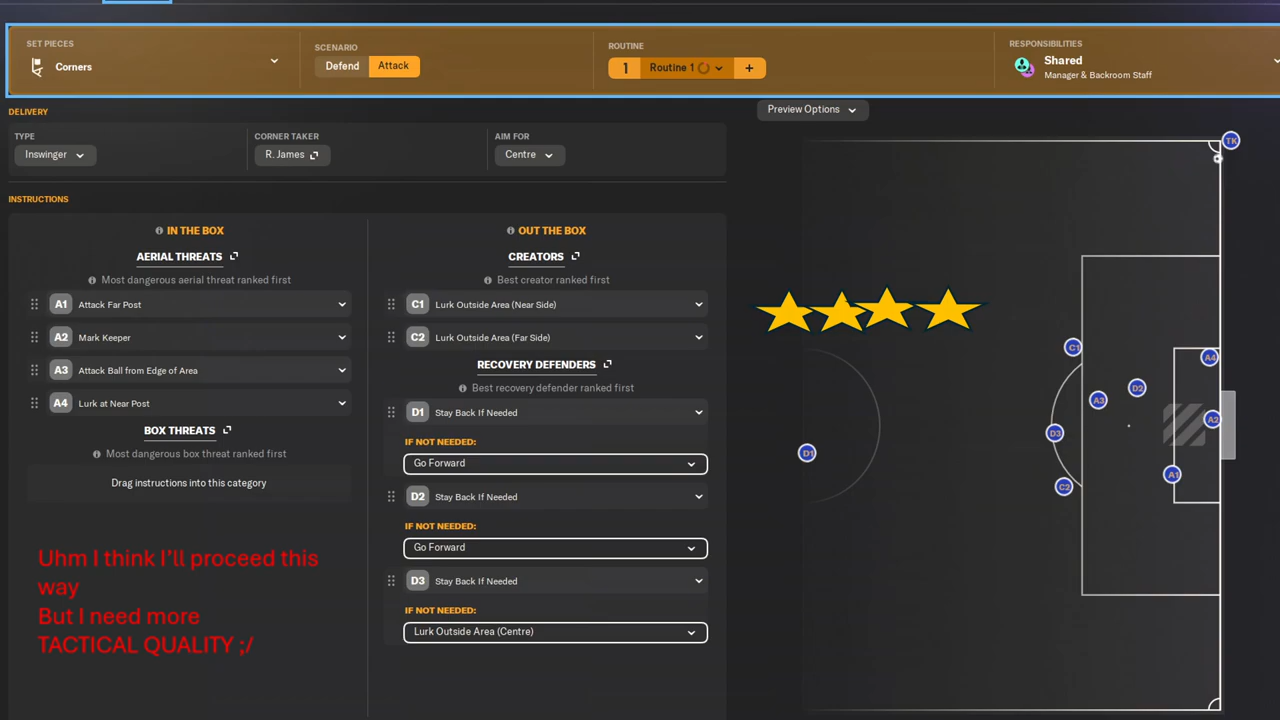 SET PIECES
Corners
SCENARIO
Defend Attack
ROUTINE
1 Routine 1 +
RESPONSIBILITIES
Shared
Manager & Backroom Staff
DELIVERY
TYPE
Inswinger
CORNER TAKER
R. James
AIM FOR
Centre
Preview Options
INSTRUCTIONS
IN THE BOX
AERIAL THREATS
Most dangerous aerial threat ranked first
A1 Attack Far Post
A2 Mark Keeper
A3 Attack Ball from Edge of Area
A4 Lurk at Near Post
BOX THREATS
Most dangerous box threat ranked first
Drag instructions into this category
Uhm I think I'll proceed this
way
But I need more
TACTICAL QUALITY ;/
OUT THE BOX
CREATORS
Best creator ranked first
C1 Lurk Outside Area (Near Side)
C2 Lurk Outside Area (Far Side)
RECOVERY DEFENDERS
Best recovery defender ranked first
D1 Stay Back If Needed
IF NOT NEEDED:
Go Forward
D2 Stay Back If Needed
IF NOT NEEDED:
Go Forward
D3 Stay Back If Needed
IF NOT NEEDED:
Lurk Outside Area (Centre)
TK
C1
A4
D2
A3
A2
D3
D1
A1
C2